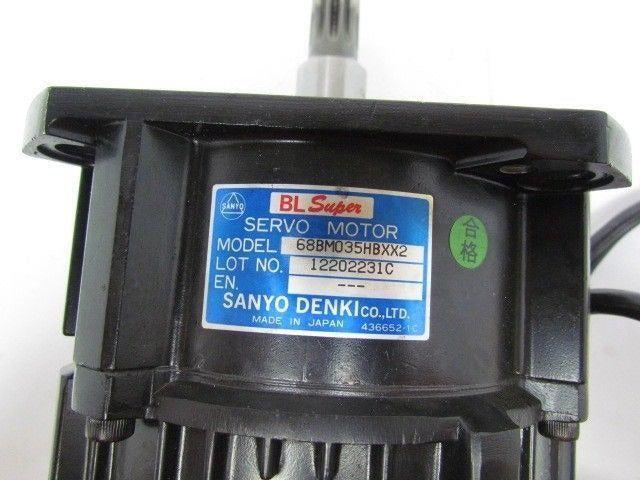 SANYO
BL Super
SERVO MOTOR
MODEL 68BM035HBXX2
LOT NO. 12202231C
EN. ---
SANYO DENKI CO.,LTD.
MADE IN JAPAN 436652-1C
合格